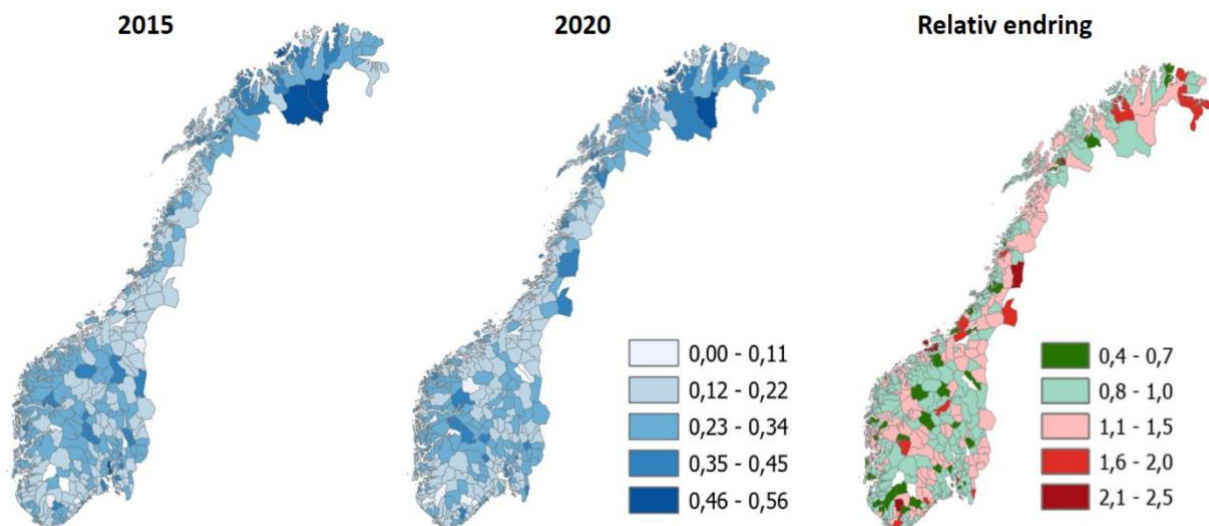 2015
2020
Relativ endring
0,00 - 0,11
0,12 - 0,22
0,23 - 0,34
0,35 - 0,45
0,46 - 0,56
0,4 - 0,7
0,8 - 1,0
1,1 - 1,5
1,6 - 2,0
2,1 - 2,5